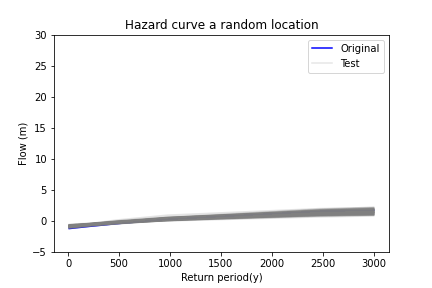 Hazard curve a random location
Original
Test
Flow (m)
30
25
20
15
10
5
0
−5
0 500 1000 1500 2000 2500 3000
Return period(y)